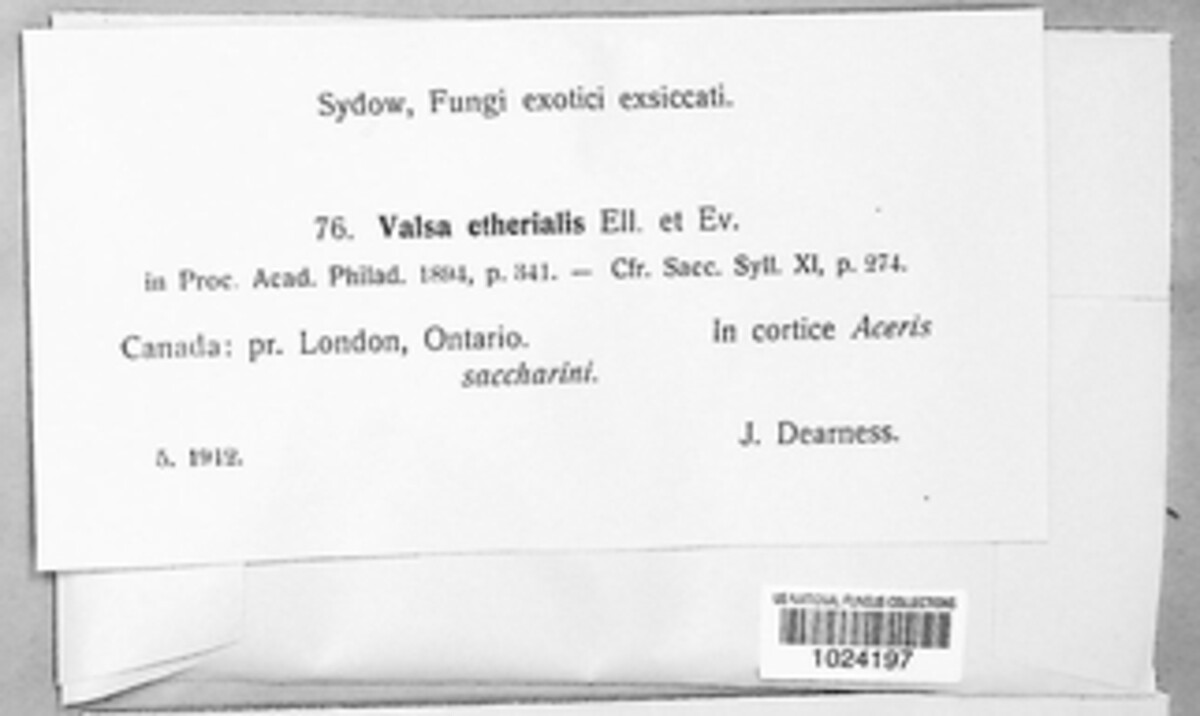 Sydow, Fungi exotici exsiccati.
76. Valsa etherialis Ell. et Ev.
in Proc. Acad. Philad. 1894, p. 341. — Cfr. Sacc. Syll. XI, p. 274.
Canada: pr. London, Ontario. In cortice Aceris
saccharini.
5. 1912. J. Dearness.
US NATIONAL FUNGUS COLLECTIONS
1024197